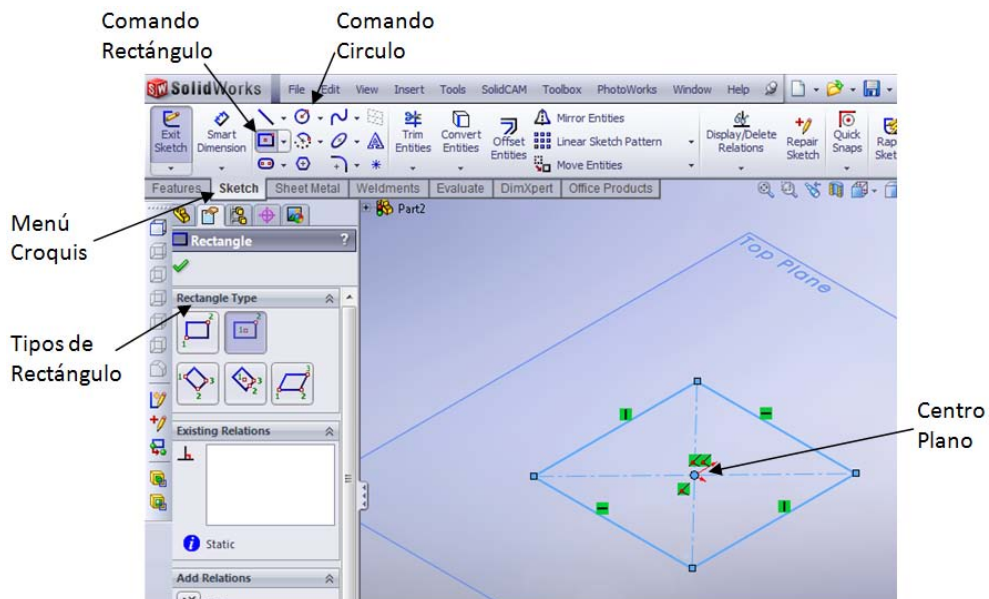 Comando
Rectángulo
Comando
Circulo
SolidWorks File Edit View Insert Tools SolidCAM Toolbox PhotoWorks Window Help
Exit
Sketch
Smart
Dimension
Trim
Entities
Convert
Entities
Offset
Entities
Mirror Entities
Linear Sketch Pattern
Move Entities
Display/Delete
Relations
Repair
Sketch
Quick
Snaps
Features Sketch Sheet Metal Weldments Evaluate DimXpert Office Products
Menú
Croquis
Part2
Rectangle ?
Top Plane
Rectangle Type
Tipos de
Rectángulo
Existing Relations
Centro
Plano
Static
Add Relations